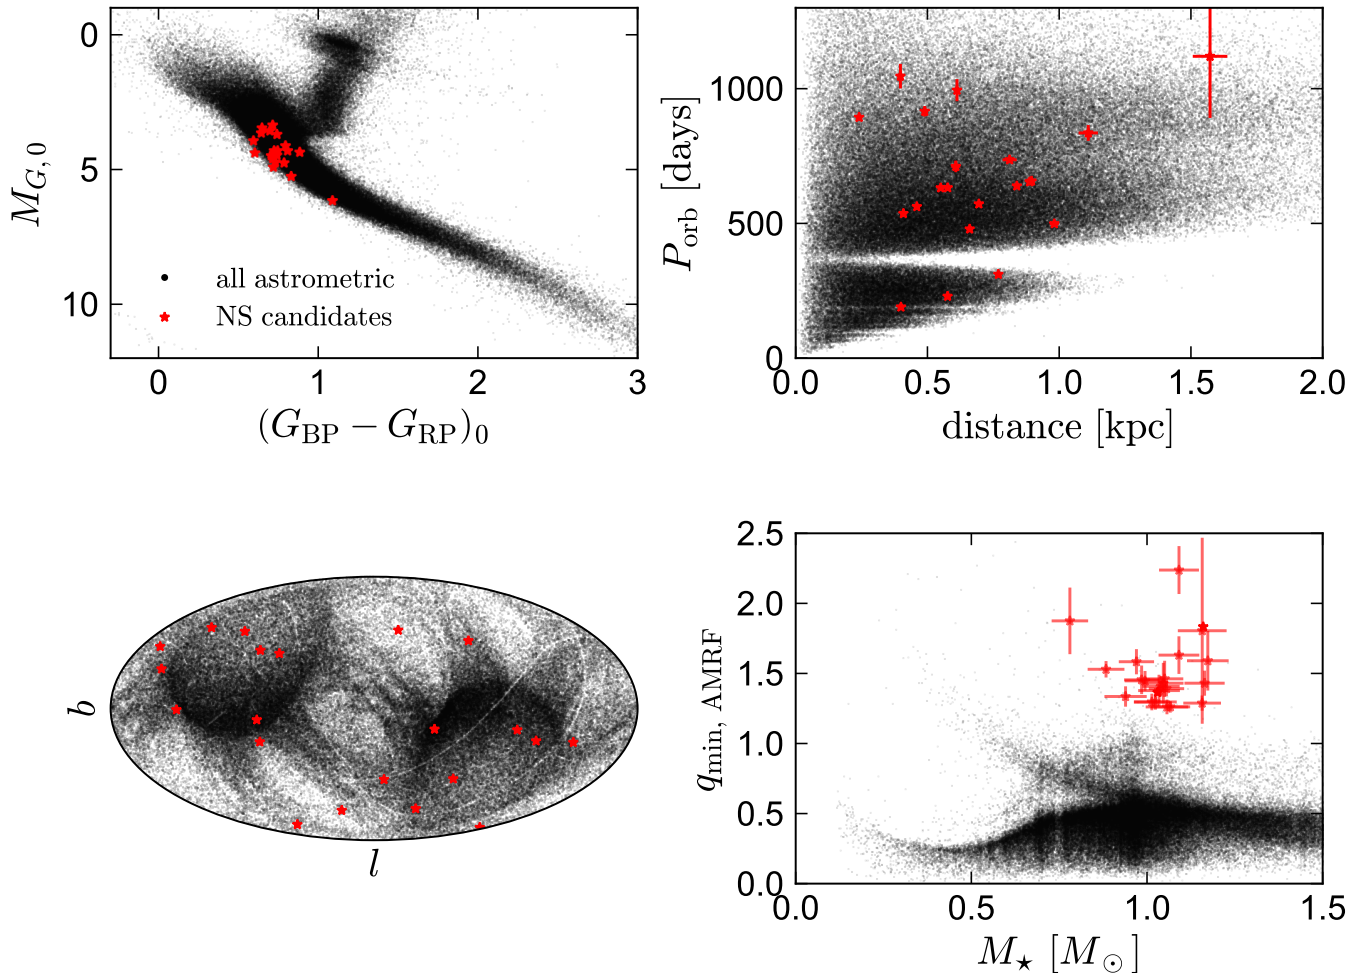 0
5
10
M_{G,0}
all astrometric
NS candidates
0 1 2 3
(G_BP − G_RP)_0
1000
500
0
P_orb [days]
0.0 0.5 1.0 1.5 2.0
distance [kpc]
b
l
2.5
2.0
1.5
1.0
0.5
0.0
q_{min, AMRF}
0.0 0.5 1.0 1.5
M_⋆ [M_⊙]